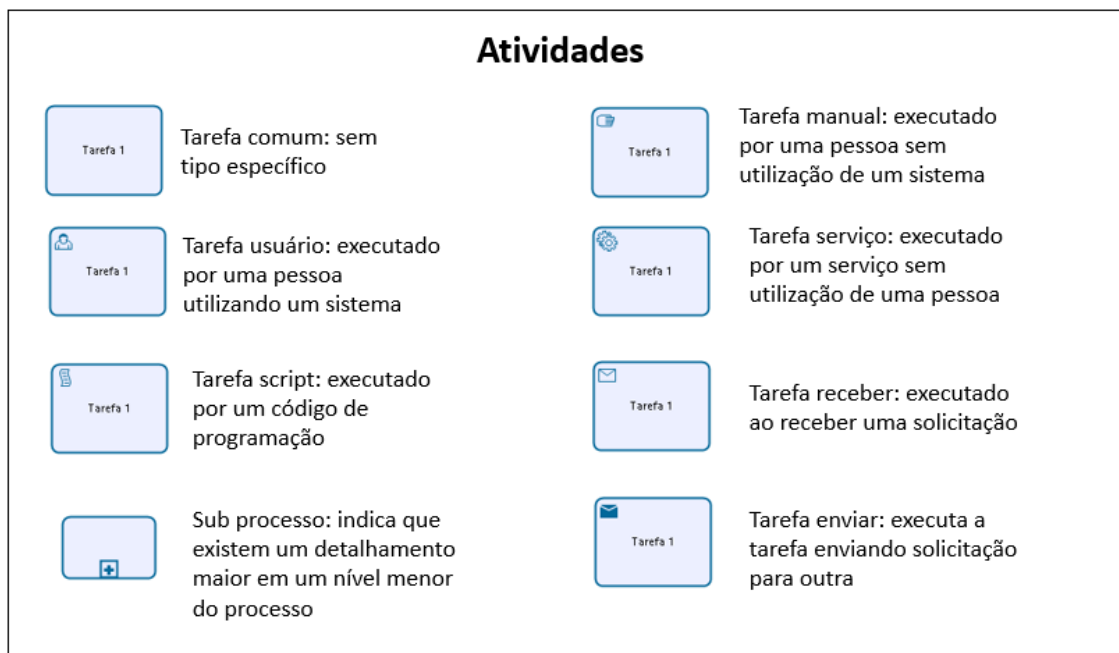 Atividades
Tarefa 1
Tarefa comum: sem
tipo específico
Tarefa 1
Tarefa manual: executado
por uma pessoa sem
utilização de um sistema
Tarefa 1
Tarefa usuário: executado
por uma pessoa
utilizando um sistema
Tarefa 1
Tarefa serviço: executado
por um serviço sem
utilização de uma pessoa
Tarefa 1
Tarefa script: executado
por um código de
programação
Tarefa 1
Tarefa receber: executado
ao receber uma solicitação
Sub processo: indica que
existem um detalhamento
maior em um nível menor
do processo
Tarefa 1
Tarefa enviar: executa a
tarefa enviando solicitação
para outra